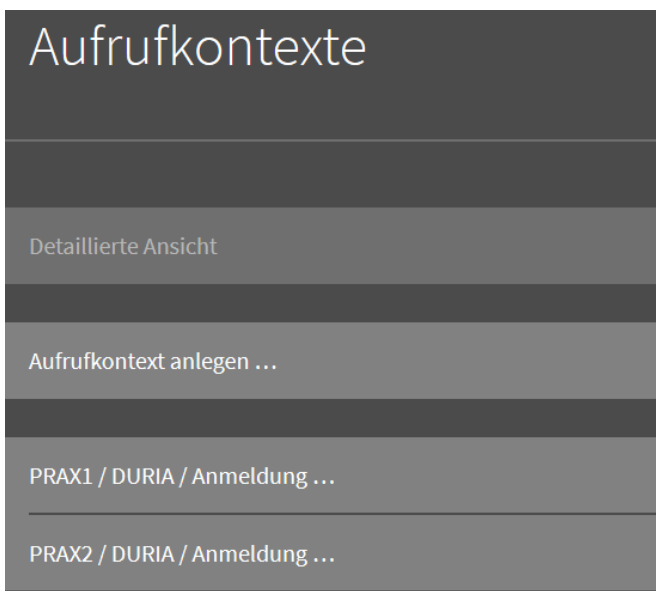 Aufrufkontexte
Detaillierte Ansicht
Aufrufkontext anlegen …
PRAX1 / DURIA / Anmeldung …
PRAX2 / DURIA / Anmeldung …